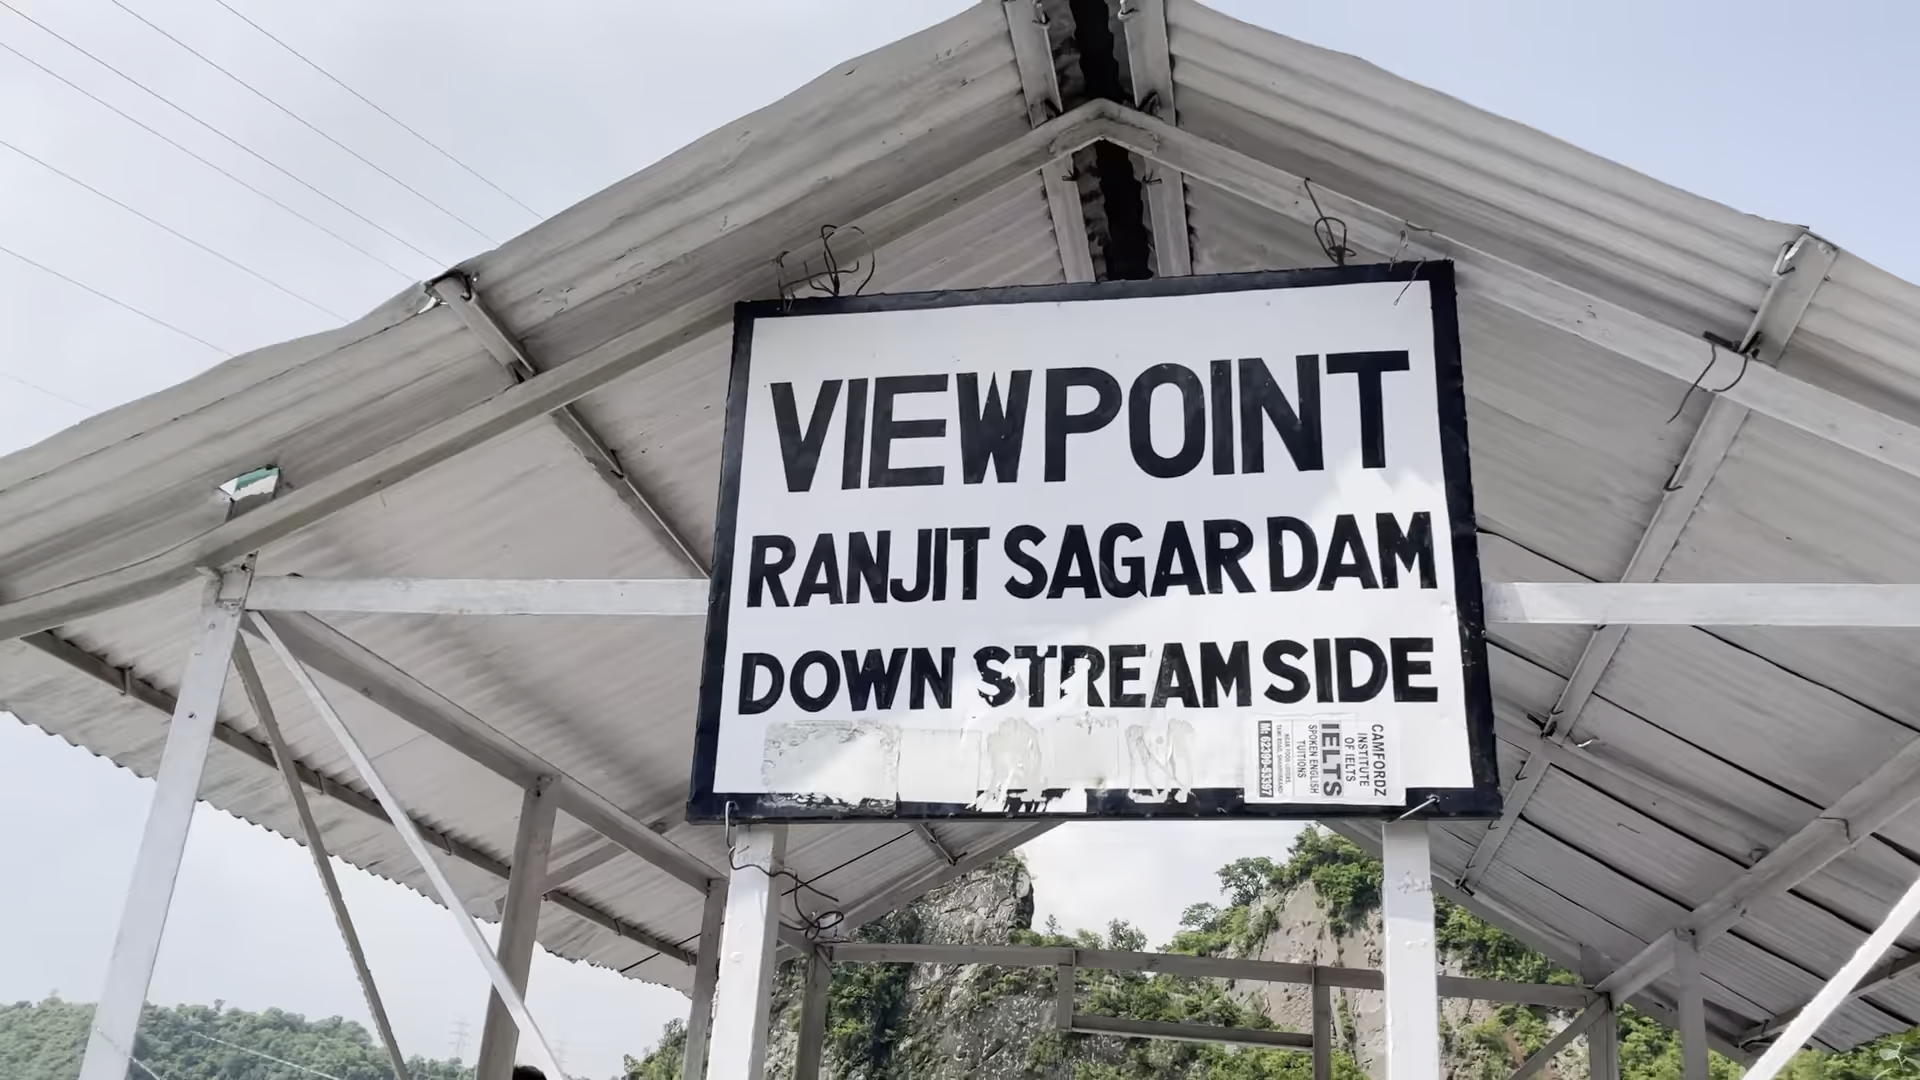 VIEWPOINT
RANJIT SAGAR DAM
DOWN STREAM SIDE
CAMFORDZ
INSTITUTE
OF IELTS
IELTS
SPOKEN ENGLISH
TUITIONS